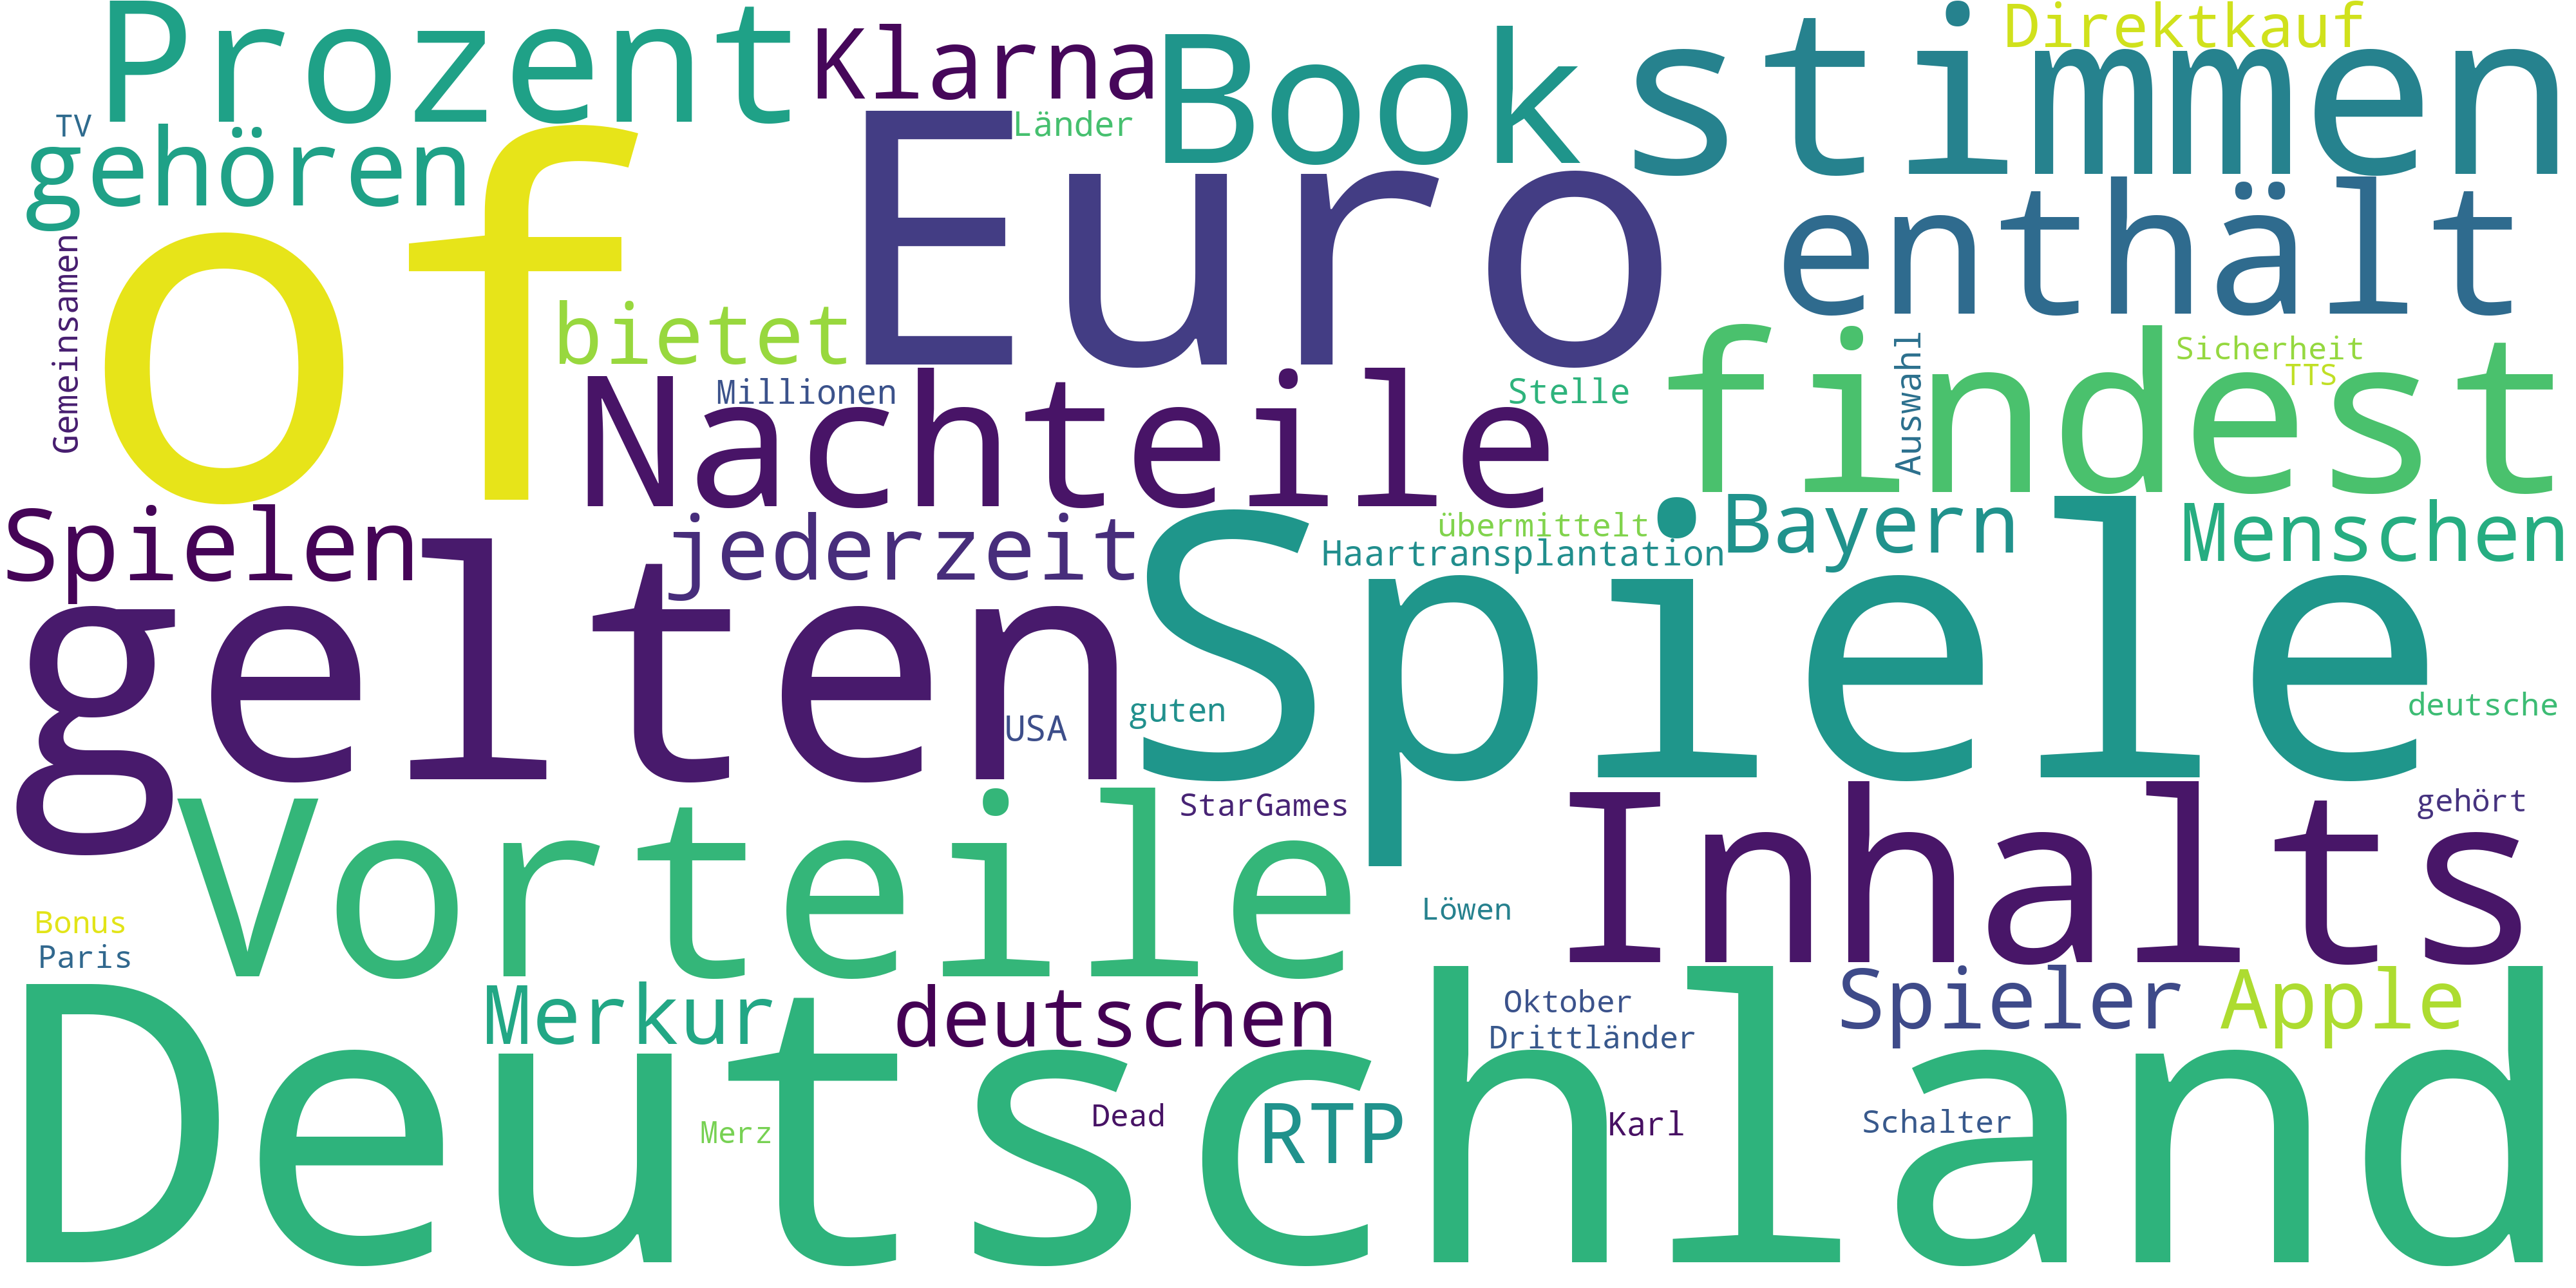 Prozent
Klarna
Book
stimmen
Direktkauf
TV
Länder
gehören
of
Euro
enthält
Gemeinsamen
bietet
Millionen
Nachteile
Stelle
findest
Auswahl
Sicherheit
TTS
Spielen
jederzeit
übermittelt
Haartransplantation
Bayern
Menschen
gelten
Spiele
USA
guten
deutsche
Vorteile
StarGames
Inhalts
gehört
Löwen
Bonus
Paris
Merkur
deutschen
Oktober
Drittländer
Spieler
Apple
Deutschland
Merz
Dead
RTP
Karl
Schalter